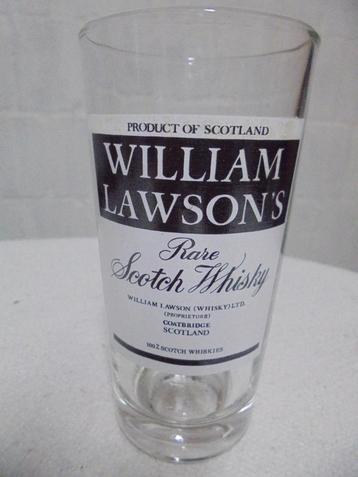 PRODUCT OF SCOTLAND
WILLIAM
LAWSON'S
Rare
Scotch Whisky
WILLIAM LAWSON (WHISKY) LTD.
(PROPRIETORS)
COATBRIDGE
SCOTLAND
100% SCOTCH WHISKIES